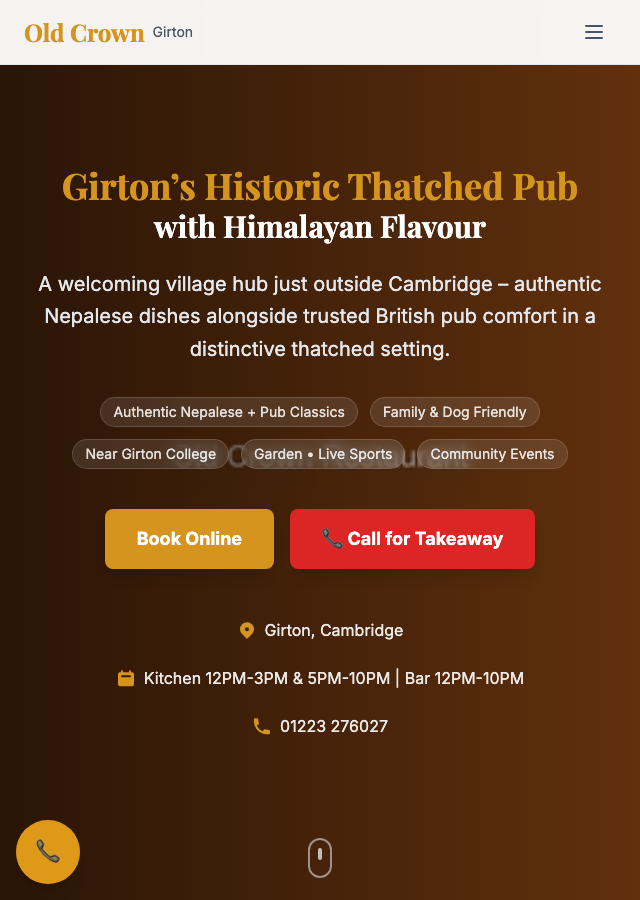 Old Crown Girton
Girton’s Historic Thatched Pub
with Himalayan Flavour
A welcoming village hub just outside Cambridge – authentic
Nepalese dishes alongside trusted British pub comfort in a
distinctive thatched setting.
Authentic Nepalese + Pub Classics Family & Dog Friendly
Near Girton College Garden • Live Sports Community Events
Old Crown Restaurant
Book Online 📞 Call for Takeaway
Girton, Cambridge
Kitchen 12PM-3PM & 5PM-10PM | Bar 12PM-10PM
01223 276027